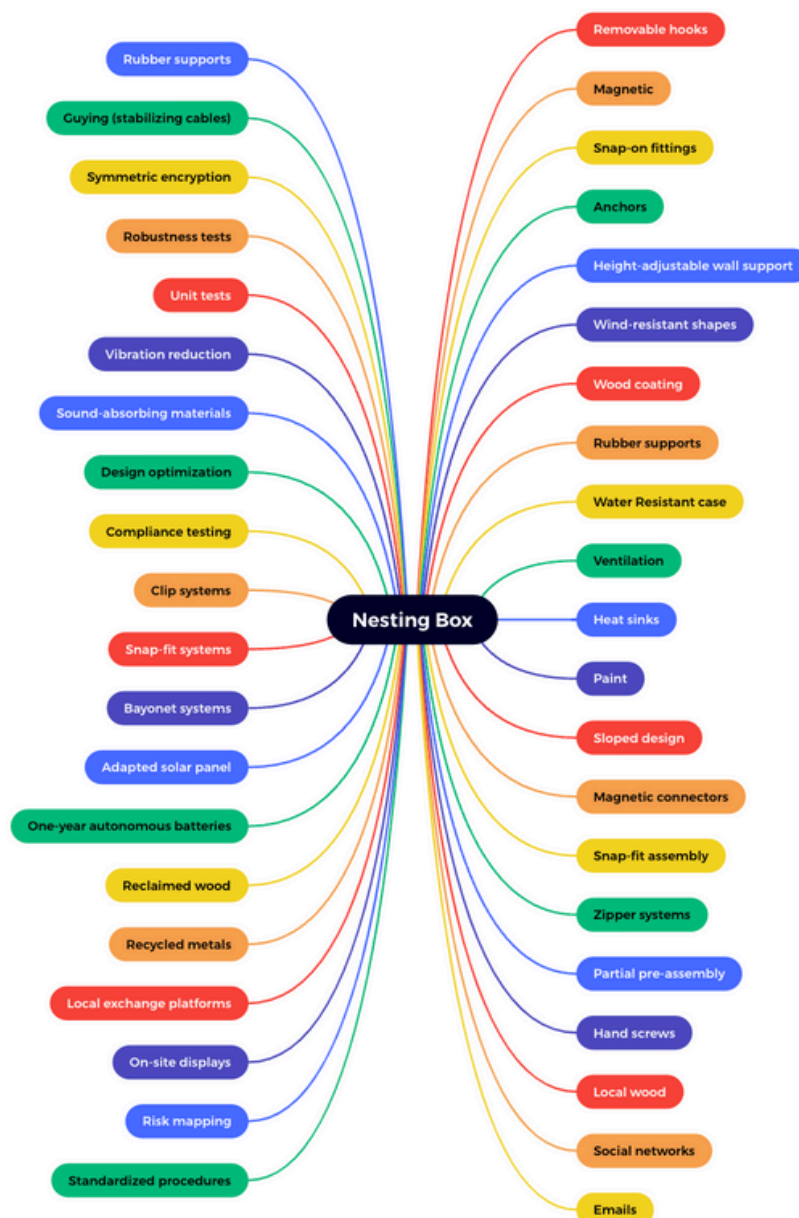 Rubber supports
Guying (stabilizing cables)
Symmetric encryption
Robustness tests
Unit tests
Vibration reduction
Sound-absorbing materials
Design optimization
Compliance testing
Clip systems
Snap-fit systems
Bayonet systems
Adapted solar panel
One-year autonomous batteries
Reclaimed wood
Recycled metals
Local exchange platforms
On-site displays
Risk mapping
Standardized procedures
Nesting Box
Removable hooks
Magnetic
Snap-on fittings
Anchors
Height-adjustable wall support
Wind-resistant shapes
Wood coating
Rubber supports
Water Resistant case
Ventilation
Heat sinks
Paint
Sloped design
Magnetic connectors
Snap-fit assembly
Zipper systems
Partial pre-assembly
Hand screws
Local wood
Social networks
Emails